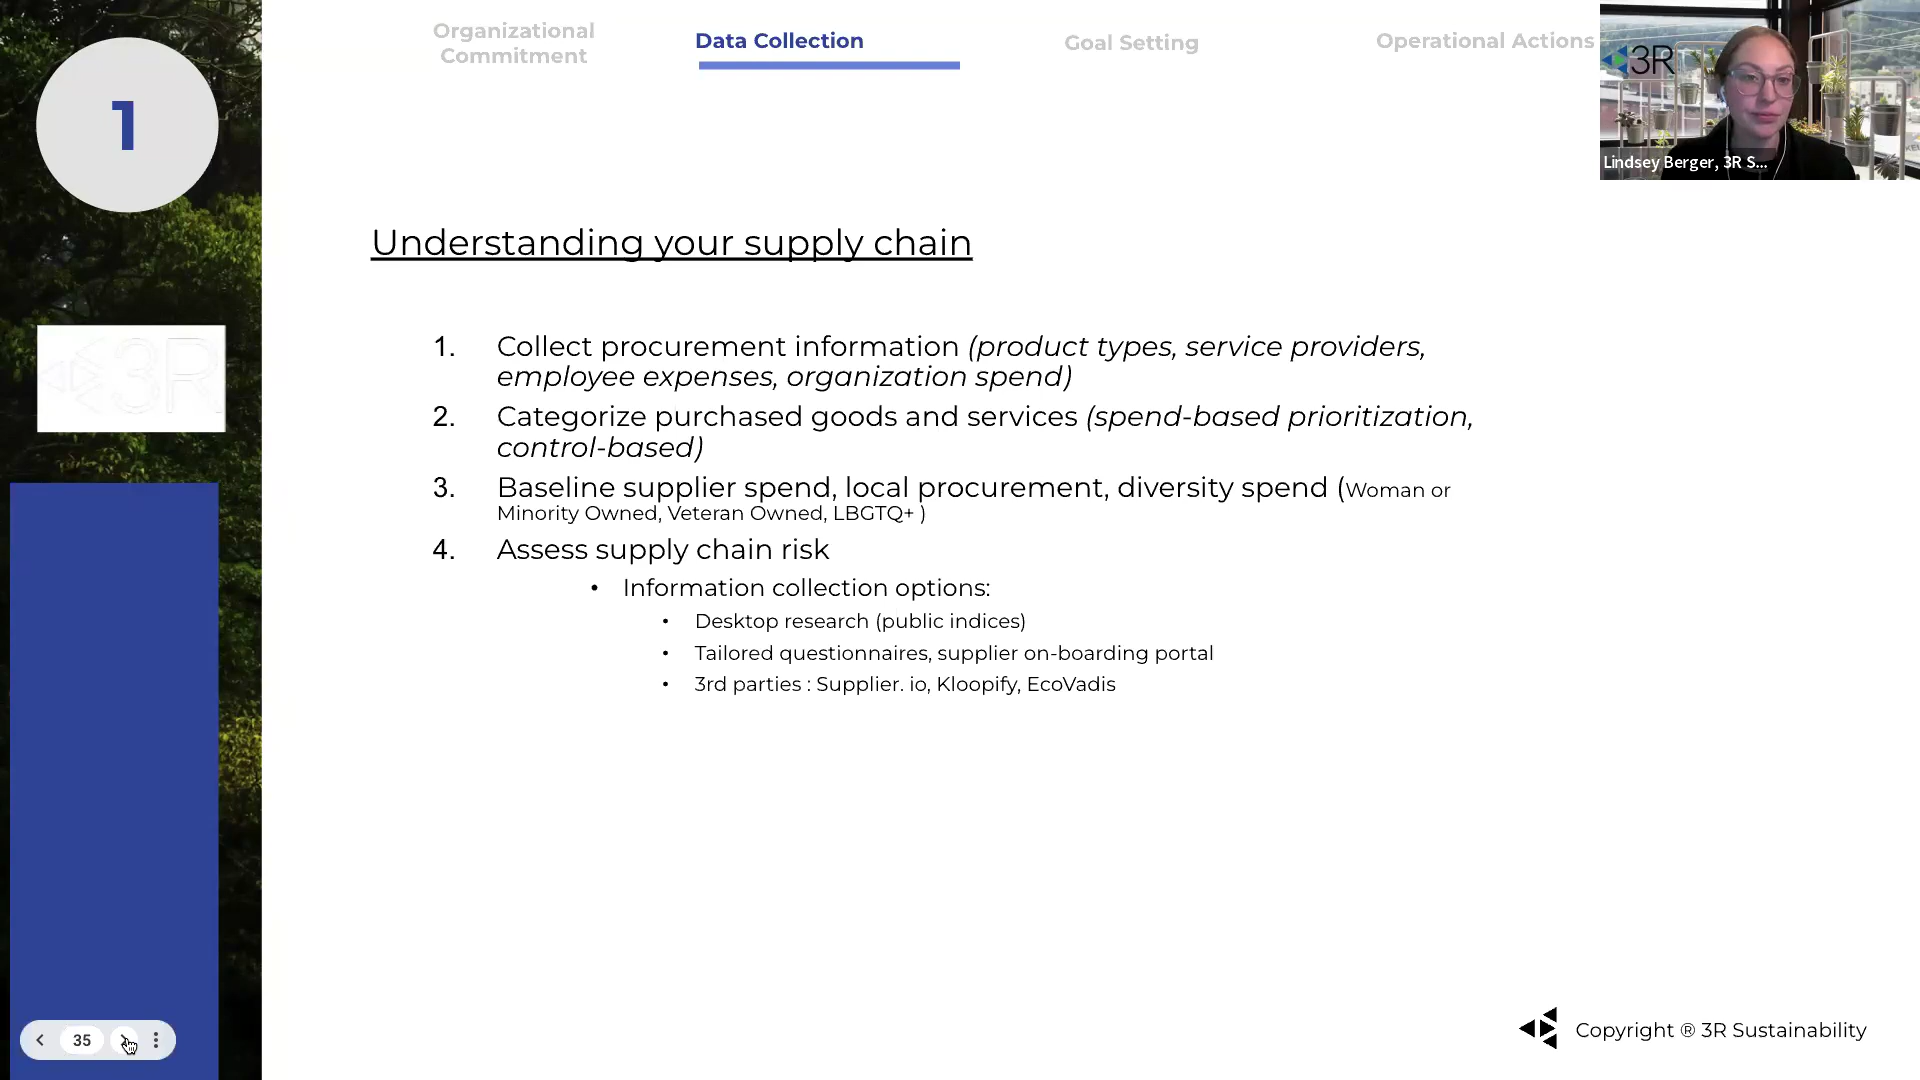 Organizational
Commitment
Data Collection
Goal Setting
Operational Actions
3R
Lindsey Berger, 3R S...
1
3R
Understanding your supply chain
1. Collect procurement information (product types, service providers,
employee expenses, organization spend)
2. Categorize purchased goods and services (spend-based prioritization,
control-based)
3. Baseline supplier spend, local procurement, diversity spend (Woman or
Minority Owned, Veteran Owned, LBGTQ+ )
4. Assess supply chain risk
• Information collection options:
• Desktop research (public indices)
• Tailored questionnaires, supplier on-boarding portal
• 3rd parties : Supplier. io, Kloopify, EcoVadis
35
Copyright ® 3R Sustainability